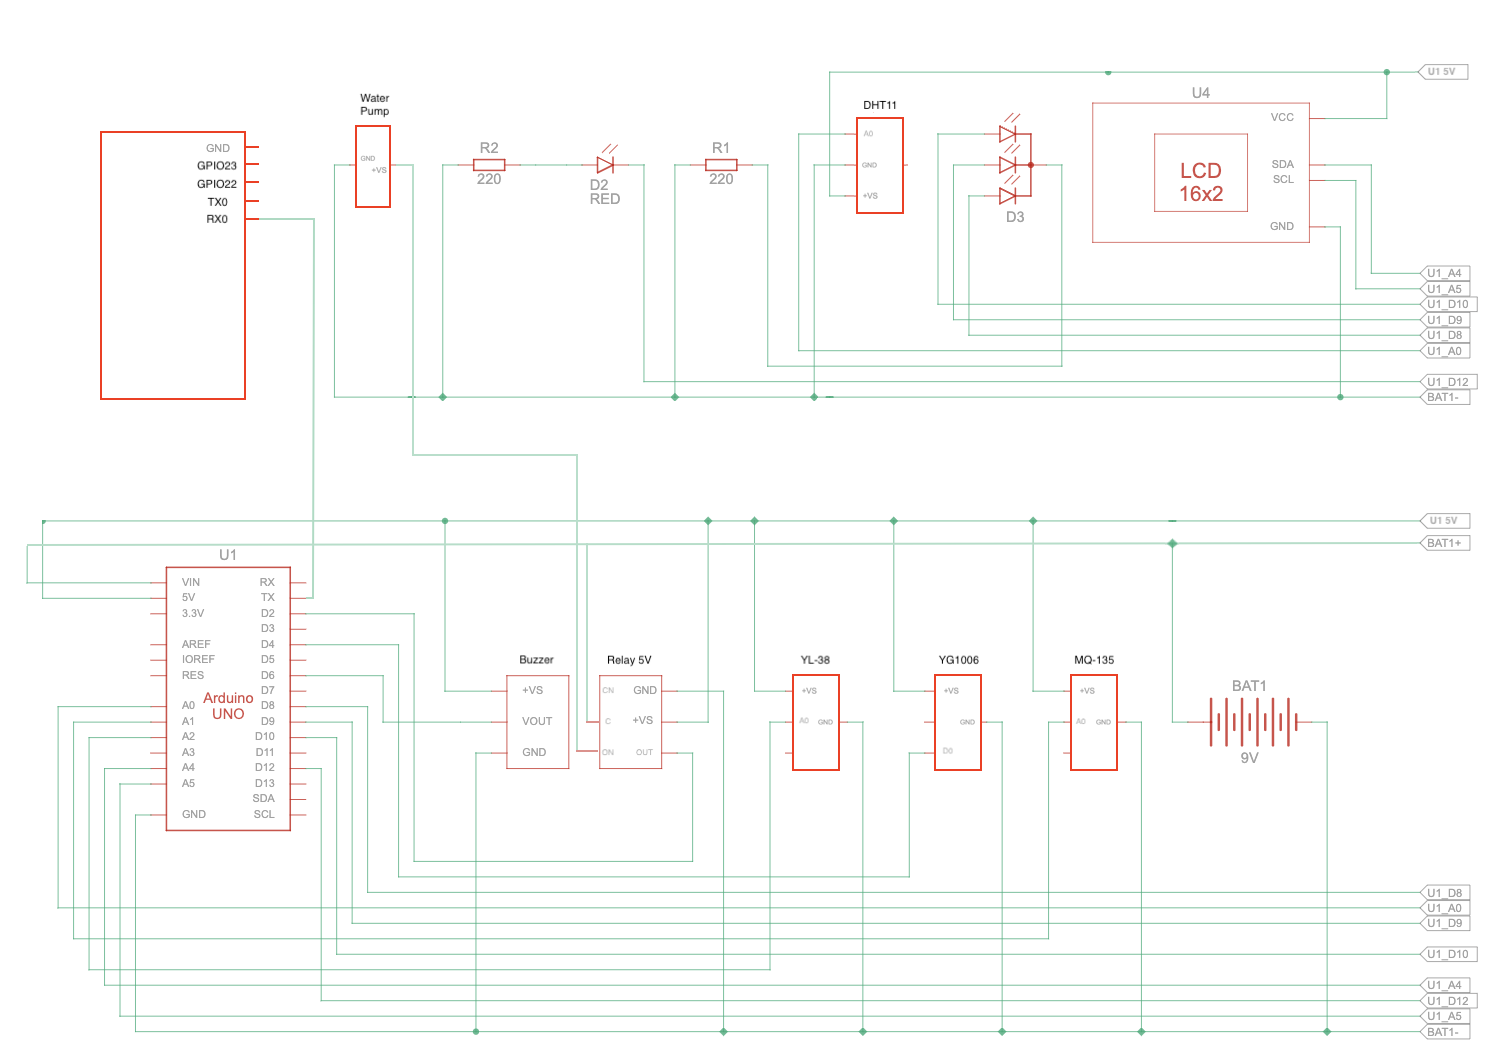 U1 5V
U4
Water
Pump
DHT11
VCC
A0
R2
R1
GND
GND
+VS
GND
GPIO23
GPIO22
TX0
RX0
220
D2
RED
220
+VS
D3
LCD
16x2
SDA
SCL
GND
U1_A4
U1_A5
U1_D10
U1_D9
U1_D8
U1_A0
U1_D12
BAT1-
U1 5V
BAT1+
U1
VIN
5V
3.3V
AREF
IOREF
RES
A0
A1
A2
A3
A4
A5
GND
Arduino
UNO
RX
TX
D2
D3
D4
D5
D6
D7
D8
D9
D10
D11
D12
D13
SDA
SCL
Buzzer
+VS
VOUT
GND
Relay 5V
CN
C
DN
GND
+VS
OUT
YL-38
+VS
A0
GND
YG1006
+VS
GND
D0
MQ-135
+VS
A0
GND
BAT1
9V
U1_D8
U1_A0
U1_D9
U1_D10
U1_A4
U1_D12
U1_A5
BAT1-